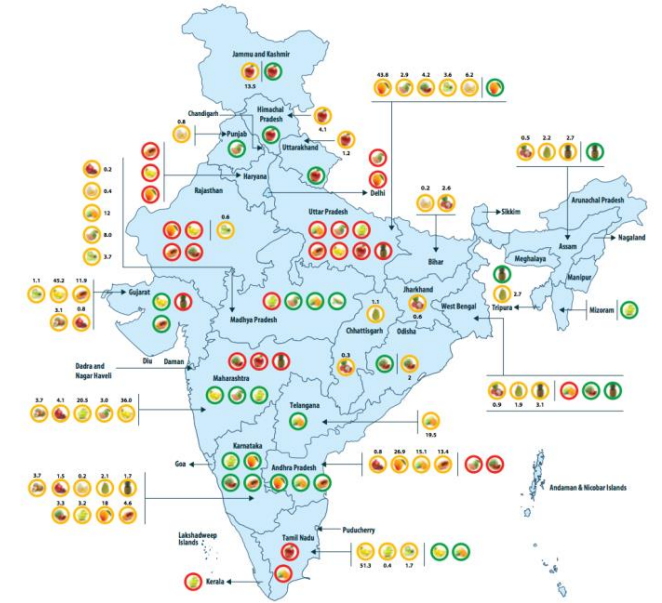 Jammu and Kashmir
13.5
43.8 2.9 4.2 3.6 6.2
Chandigarh
Himachal
Pradesh
4.1
0.8
Punjab
Uttarakhand
1.2
0.5 2.2 2.7
0.2
0.4
12
8.0
3.7
Haryana
Delhi
Rajasthan
0.6
Uttar Pradesh
0.2 2.6
Sikkim
Arunachal Pradesh
Nagaland
Assam
Meghalaya
Manipur
Bihar
1.1 45.2 11.9
Gujarat
3.1 0.8
Jharkhand
0.6
West Bengal
2.7
Tripura
Mizoram
Madhya Pradesh
1.1
Chhattisgarh
Odisha
Diu Daman
Dadra and
Nagar Haveli
0.3
2
Maharashtra
3.7 4.1 20.5 3.0 36.0
0.9 1.9 3.1
Telangana
19.5
Karnataka
Goa
Andhra Pradesh
0.8 26.9 15.1 13.4
3.7 1.5 0.2 2.1 1.7
3.3 3.2 18 4.6
Andaman & Nicobar Islands
Lakshadweep
Islands
Puducherry
Tamil Nadu
51.3 0.4 1.7
Kerala